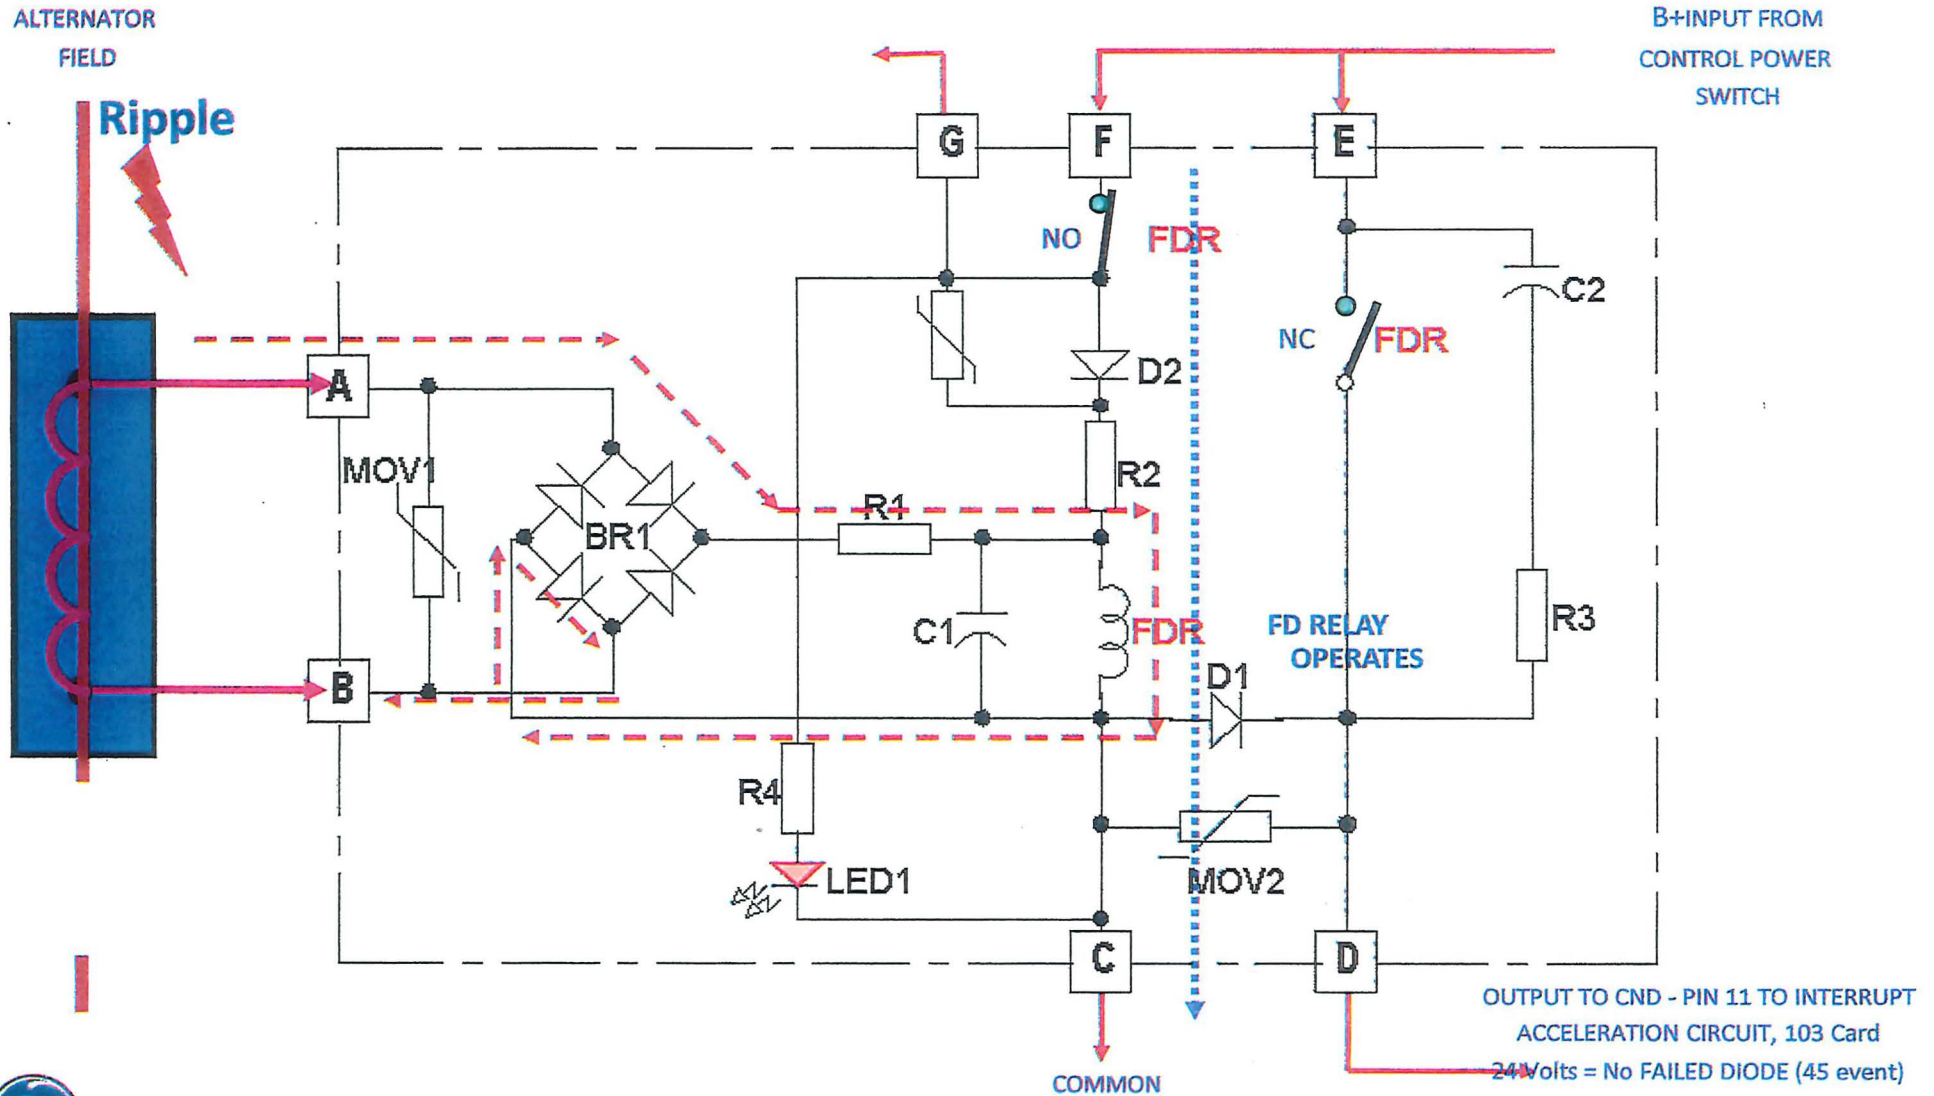 ALTERNATOR
FIELD
Ripple
B+INPUT FROM
CONTROL POWER
SWITCH
G
F
E
NO
FDR
C2
NC
FDR
D2
A
MOV1
R2
R1
BR1
C1
FDR
FD RELAY
OPERATES
R3
B
D1
R4
LED1
MOV2
C
D
COMMON
OUTPUT TO CND - PIN 11 TO INTERRUPT
ACCELERATION CIRCUIT, 103 Card
24 Volts = No FAILED DIODE (45 event)